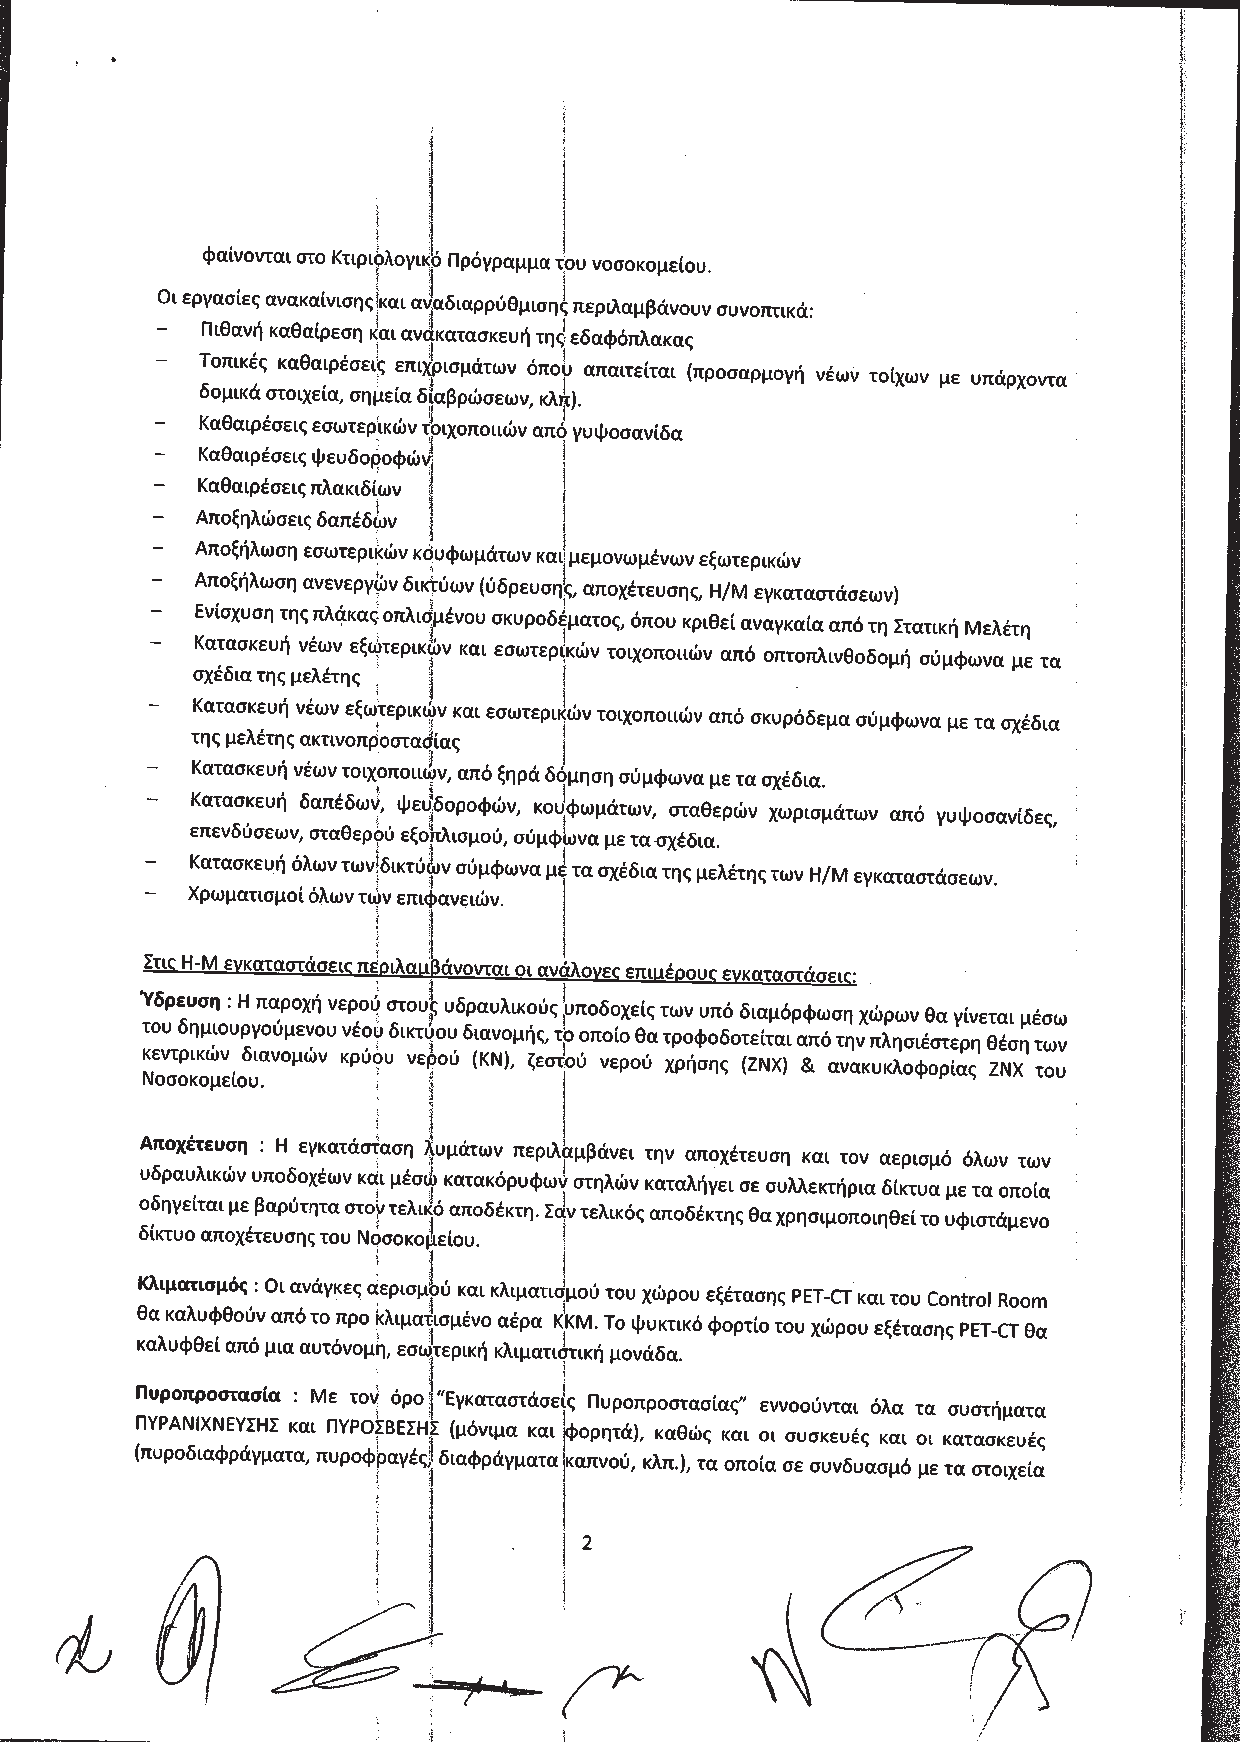 φαίνονται στο Κτιριολογικό Πρόγραμμα του νοσοκομείου.
Οι εργασίες ανακαίνισης και αναδιαρρύθμισης περιλαμβάνουν συνοπτικά:
– Πιθανή καθαίρεση και ανακατασκευή της εδαφόπλακας
– Τοπικές καθαιρέσεις επιχρισμάτων όπου απαιτείται (προσαρμογή νέων τοίχων με υπάρχοντα
δομικά στοιχεία, σημεία διαβρώσεων, κλπ).
– Καθαιρέσεις εσωτερικών τοιχοποιιών από γυψοσανίδα
– Καθαιρέσεις ψευδοροφών
– Καθαιρέσεις πλακιδίων
– Αποξηλώσεις δαπέδων
– Αποξήλωση εσωτερικών κουφωμάτων και μεμονωμένων εξωτερικών
– Αποξήλωση ανενεργών δικτύων (ύδρευσης, αποχέτευσης, Η/Μ εγκαταστάσεων)
– Ενίσχυση της πλάκας οπλισμένου σκυροδέματος, όπου κριθεί αναγκαία από τη Στατική Μελέτη
– Κατασκευή νέων εξωτερικών και εσωτερικών τοιχοποιιών από οπτοπλινθοδομή σύμφωνα με τα
σχέδια της μελέτης
– Κατασκευή νέων εξωτερικών και εσωτερικών τοιχοποιιών από σκυρόδεμα σύμφωνα με τα σχέδια
της μελέτης ακτινοπροστασίας
– Κατασκευή νέων τοιχοποιιών, από ξηρά δόμηση σύμφωνα με τα σχέδια.
– Κατασκευή δαπέδων, ψευδοροφών, κουφωμάτων, σταθερών χωρισμάτων από γυψοσανίδες,
επενδύσεων, σταθερού εξοπλισμού, σύμφωνα με τα σχέδια.
– Κατασκευή όλων των δικτύων σύμφωνα με τα σχέδια της μελέτης των Η/Μ εγκαταστάσεων.
– Χρωματισμοί όλων των επιφανειών.
Στις Η-Μ εγκαταστάσεις περιλαμβάνονται οι ανάλογες επιμέρους εγκαταστάσεις:
Ύδρευση : Η παροχή νερού στους υδραυλικούς υποδοχείς των υπό διαμόρφωση χώρων θα γίνεται μέσω
του δημιουργούμενου νέου δικτύου διανομής, το οποίο θα τροφοδοτείται από την πλησιέστερη θέση των
κεντρικών διανομών κρύου νερού (ΚΝ), ζεστού νερού χρήσης (ΖΝΧ) & ανακυκλοφορίας ΖΝΧ του
Νοσοκομείου.
Αποχέτευση : Η εγκατάσταση λυμάτων περιλαμβάνει την αποχέτευση και τον αερισμό όλων των
υδραυλικών υποδοχέων και μέσω κατακόρυφων στηλών καταλήγει σε συλλεκτήρια δίκτυα με τα οποία
οδηγείται με βαρύτητα στον τελικό αποδέκτη. Σαν τελικός αποδέκτης θα χρησιμοποιηθεί το υφιστάμενο
δίκτυο αποχέτευσης του Νοσοκομείου.
Κλιματισμός : Οι ανάγκες αερισμού και κλιματισμού του χώρου εξέτασης PET-CT και του Control Room
θα καλυφθούν από το προ κλιματισμένο αέρα ΚΚΜ. Το ψυκτικό φορτίο του χώρου εξέτασης PET-CT θα
καλυφθεί από μια αυτόνομη, εσωτερική κλιματιστική μονάδα.
Πυροπροστασία : Με τον όρο "Εγκαταστάσεις Πυροπροστασίας" εννοούνται όλα τα συστήματα
ΠΥΡΑΝΙΧΝΕΥΣΗΣ και ΠΥΡΟΣΒΕΣΗΣ (μόνιμα και φορητά), καθώς και οι συσκευές και οι κατασκευές
(πυροδιαφράγματα, πυροφραγές, διαφράγματα καπνού, κλπ.), τα οποία σε συνδυασμό με τα στοιχεία
2